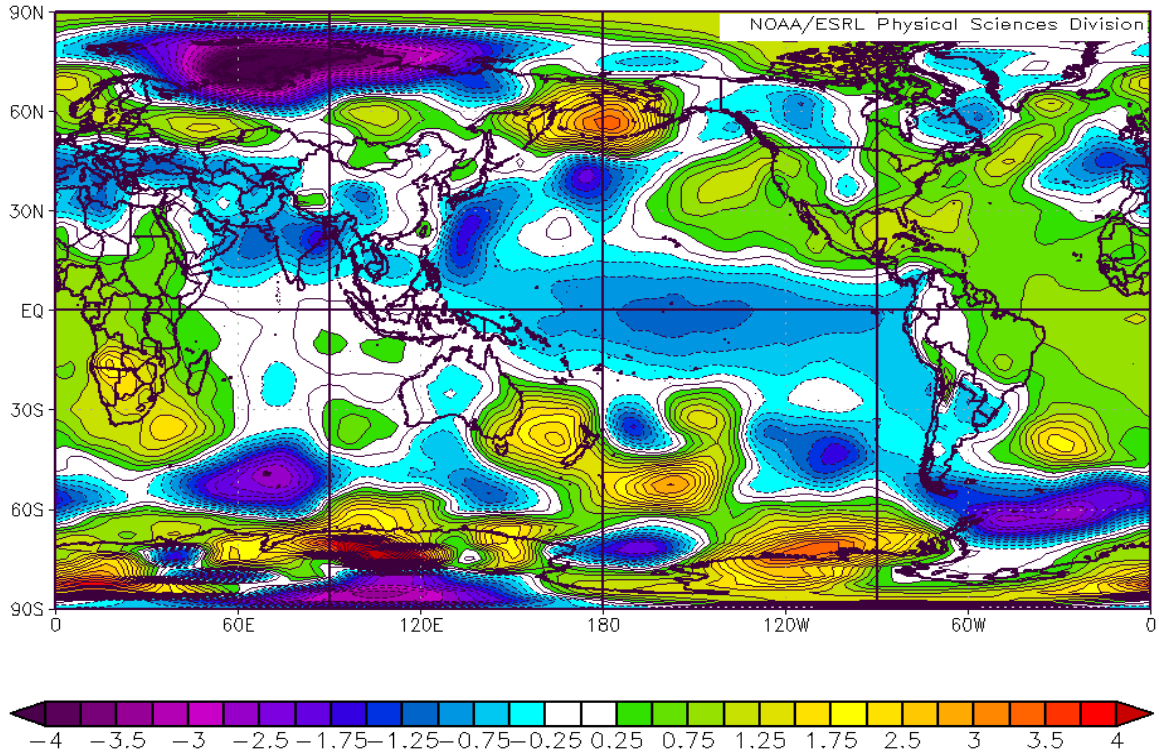 NOAA/ESRL Physical Sciences Division
90N
60N
30N
EQ
30S
60S
90S
0 60E 120E 180 120W 60W 0
−4 −3.5 −3 −2.5 −1.75 −1.25 −0.75 −0.25 0.25 0.75 1.25 1.75 2.5 3 3.5 4